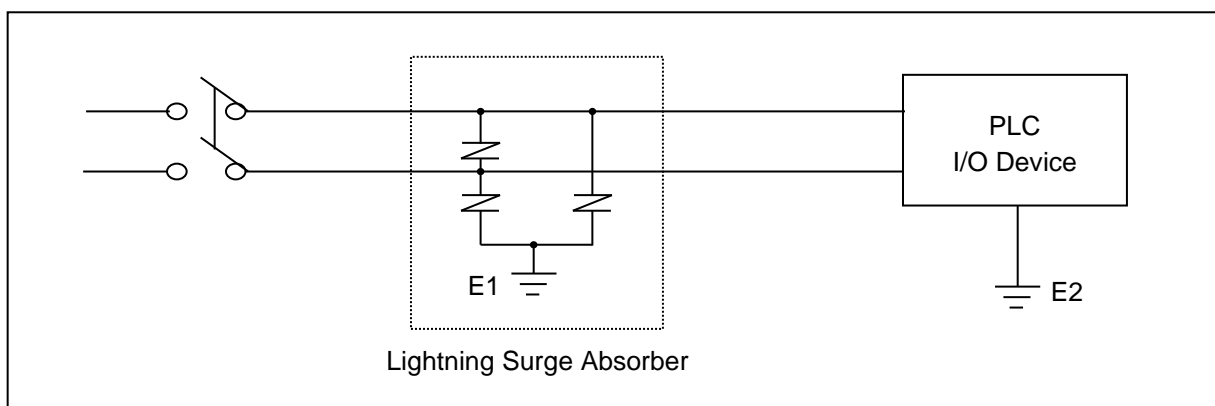 PLC
I/O Device
E1
E2
Lightning Surge Absorber